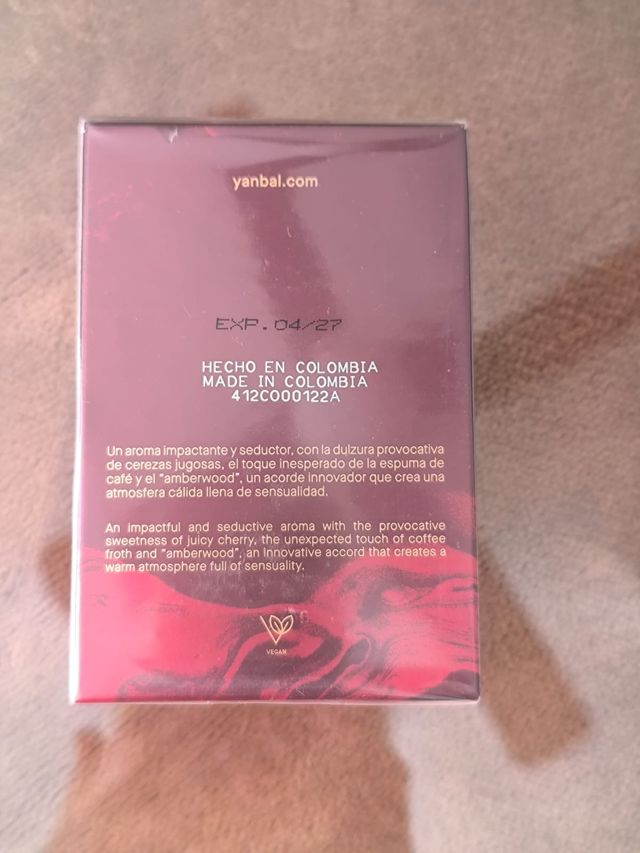 yanbal.com
EXP. 04/27
HECHO EN COLOMBIA
MADE IN COLOMBIA
412C000122A
Un aroma impactante y seductor, con la dulzura provocativa
de cerezas jugosas, el toque inesperado de la espuma de
café y el "amberwood", un acorde innovador que crea una
atmosfera cálida llena de sensualidad.
An impactful and seductive aroma with the provocative
sweetness of juicy cherry, the unexpected touch of coffee
froth and "amberwood", an innovative accord that creates a
warm atmosphere full of sensuality.
VEGAN